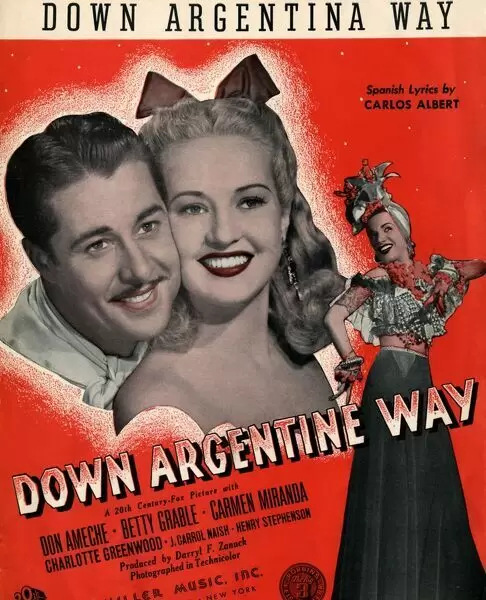 DOWN ARGENTINA WAY
Spanish Lyrics by
CARLOS ALBERT
DOWN ARGENTINE WAY
A 20th Century-Fox Picture with
DON AMECHE · BETTY GRABLE · CARMEN MIRANDA
CHARLOTTE GREENWOOD · J. CARROL NAISH · HENRY STEPHENSON
Produced by Darryl F. Zanuck
Photographed in Technicolor
MILLER MUSIC, INC.
NEW YORK